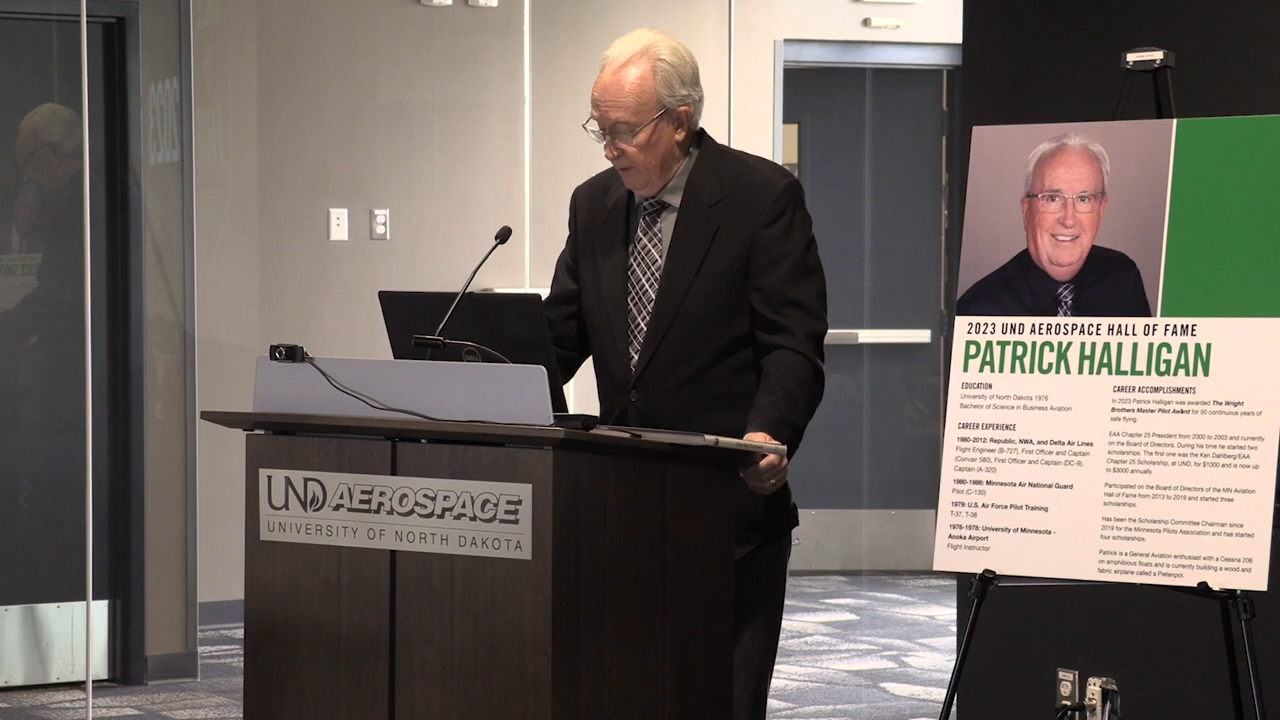 UND AEROSPACE
UNIVERSITY OF NORTH DAKOTA
2023 UND AEROSPACE HALL OF FAME
PATRICK HALLIGAN
EDUCATION
University of North Dakota 1976
Bachelor of Science in Business Aviation
CAREER EXPERIENCE
1980-2012: Republic, NWA, and Delta Air Lines
Flight Engineer (B-727), First Officer and Captain
(Convair 580), First Officer and Captain (DC-9),
Captain (A-320)
1980-1986: Minnesota Air National Guard
Pilot (C-130)
1979: U.S. Air Force Pilot Training
T-37, T-38
1976-1978: University of Minnesota -
Anoka Airport
Flight Instructor
CAREER ACCOMPLISHMENTS
In 2023 Patrick Halligan was awarded The Wright
Brothers Master Pilot Award for 50 continuous years of
safe flying.
EAA Chapter 25 President from 2000 to 2003 and currently
on the Board of Directors. During his time he started two
scholarships. The first one was the Ken Dahlberg/EAA
Chapter 25 Scholarship, at UND, for $1000 and is now up
to $3000 annually.
Participated on the Board of Directors of the MN Aviation
Hall of Fame from 2013 to 2019 and started three
scholarships.
Has been the Scholarship Committee Chairman since
2019 for the Minnesota Pilots Association and has started
four scholarships.
Patrick is a General Aviation enthusiast with a Cessna 206
on amphibious floats and is currently building a wood and
fabric airplane called a Pietenpol.